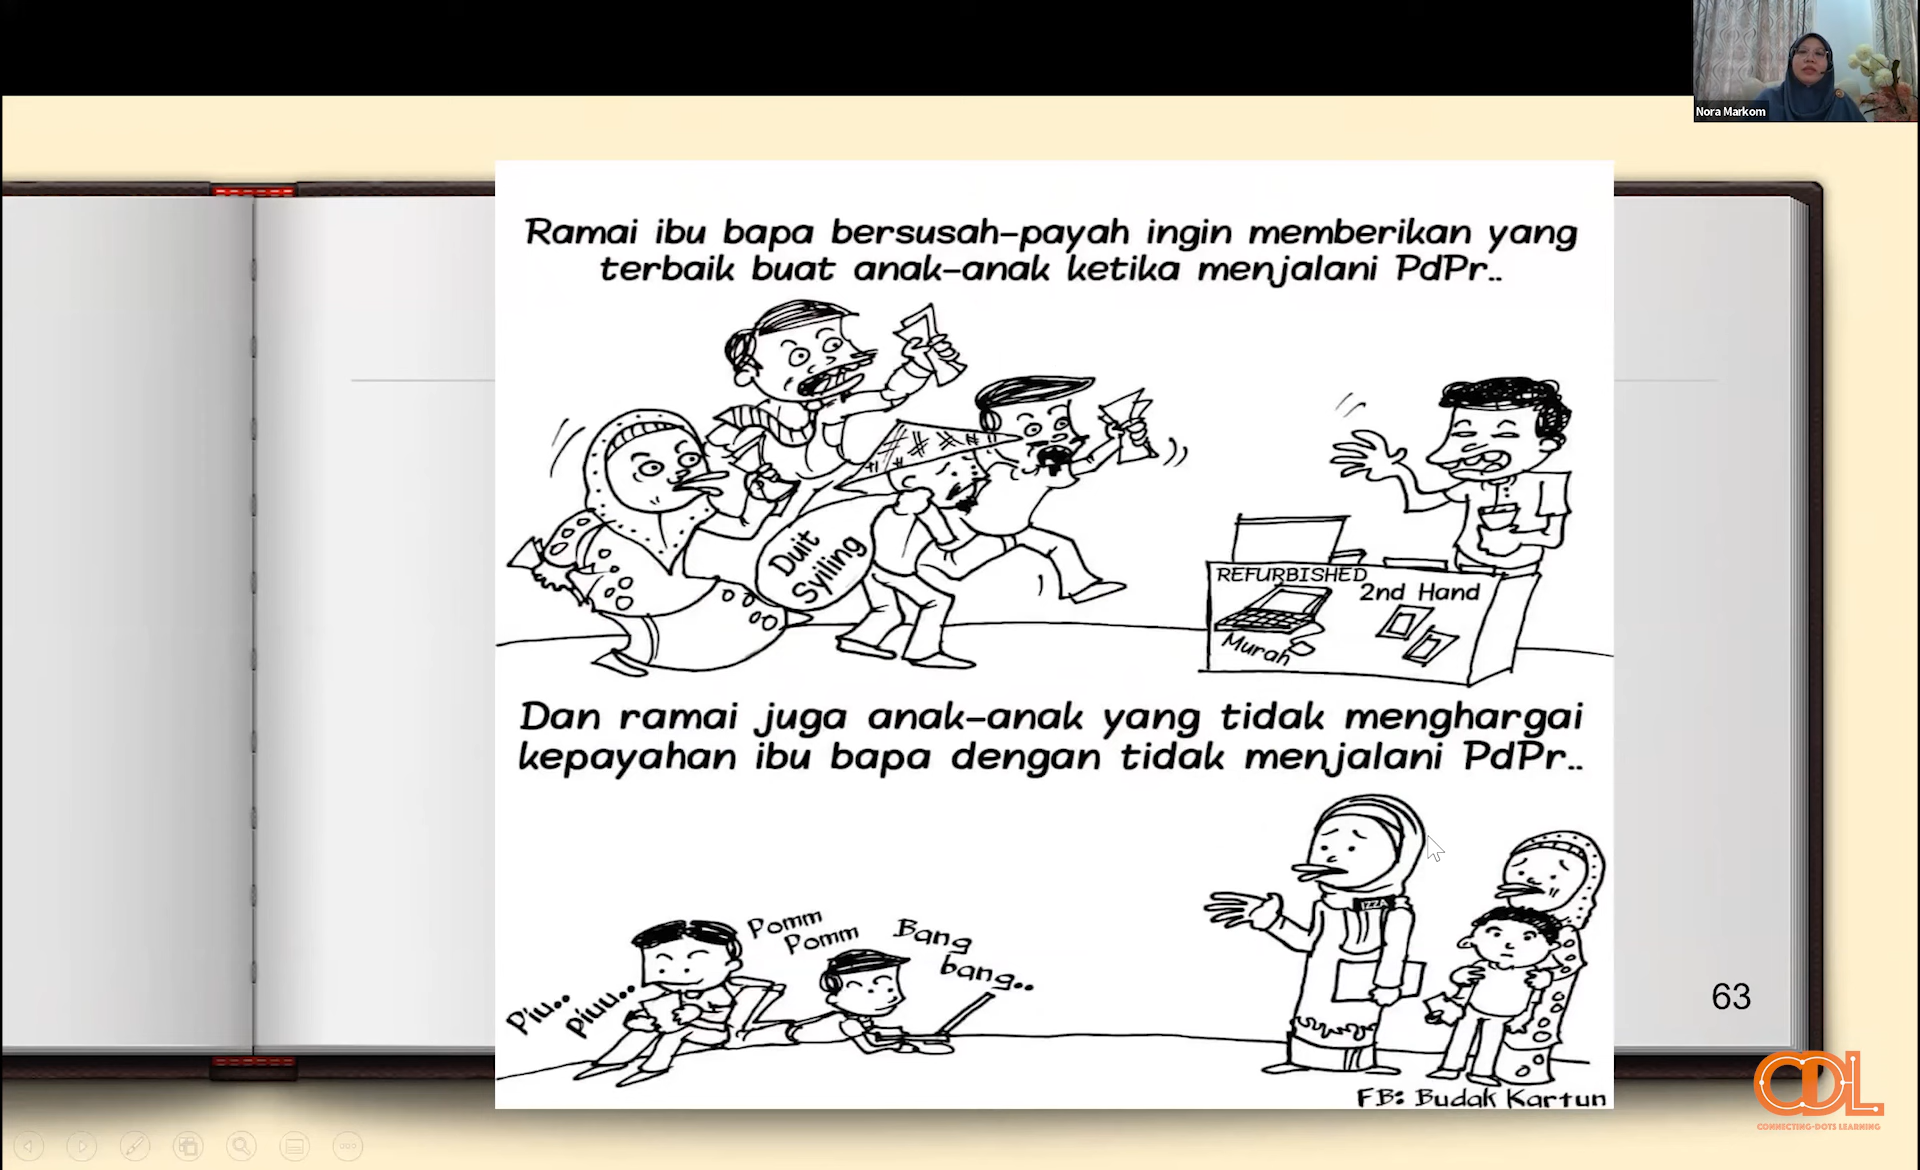 Nora Markom
Ramai ibu bapa bersusah-payah ingin memberikan yang
terbaik buat anak-anak ketika menjalani PdPr..
Duit
Syiling
REFURBISHED
2nd Hand
Murah
Dan ramai juga anak-anak yang tidak menghargai
kepayahan ibu bapa dengan tidak menjalani PdPr..
Piu..
piuu..
Pomm
Pomm
Bang
bang..
63
FB: Budak Kartun
CDL
CONNECTING-DOTS LEARNING